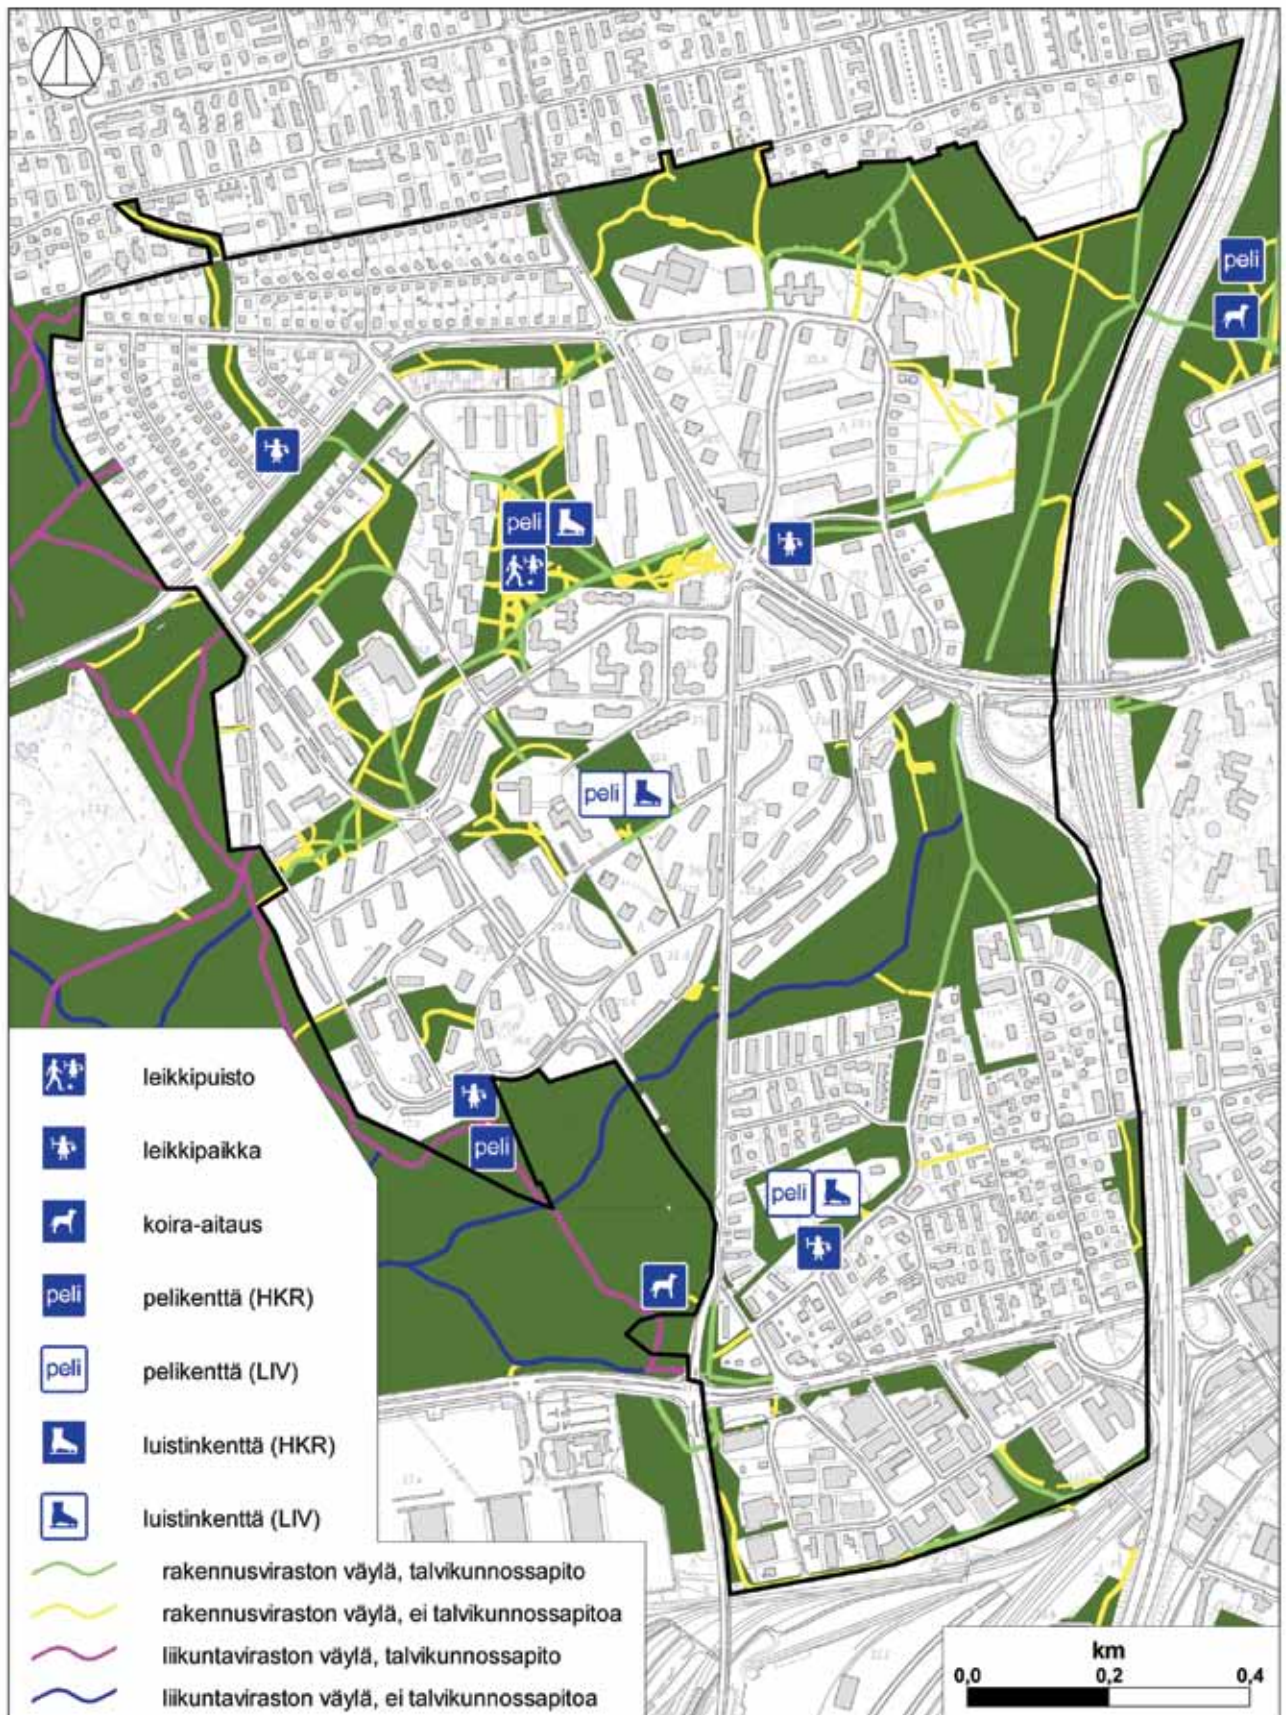 peli
peli
peli
peli
peli
leikkipuisto
leikkipaikka
koira-aitaus
peli
pelikenttä (HKR)
peli
pelikenttä (LIV)
luistinkenttä (HKR)
luistinkenttä (LIV)
rakennusviraston väylä, talvikunnossapito
rakennusviraston väylä, ei talvikunnossapitoa
liikuntaviraston väylä, talvikunnossapito
liikuntaviraston väylä, ei talvikunnossapitoa
km
0,0 0,2 0,4